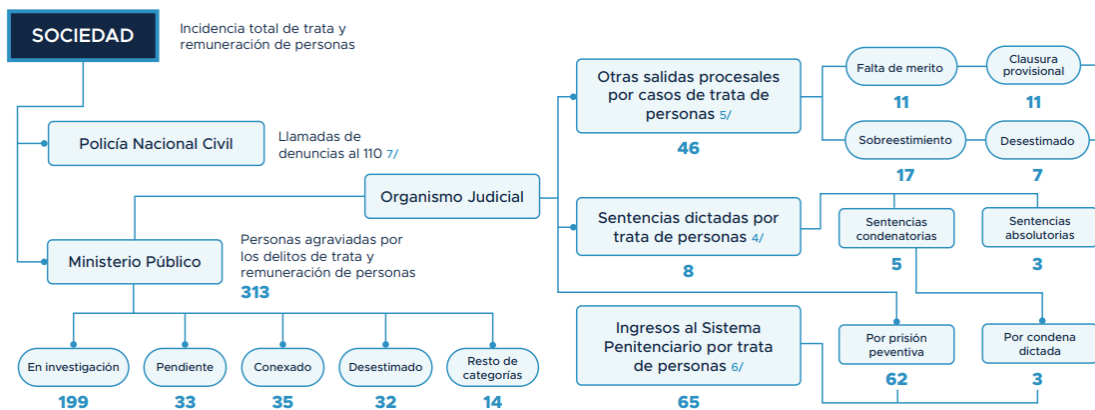 SOCIEDAD
Incidencia total de trata y
remuneración de personas
Policía Nacional Civil
Llamadas de
denuncias al 110 7/
Ministerio Público
Personas agraviadas por
los delitos de trata y
remuneración de personas
313
En investigación
199
Pendiente
33
Conexado
35
Desestimado
32
Resto de
categorías
14
Organismo Judicial
Otras salidas procesales
por casos de trata de
personas 5/
46
Falta de merito
11
Clausura
provisional
11
Sobreestimiento
17
Desestimado
7
Sentencias dictadas por
trata de personas 4/
8
Sentencias
condenatorias
5
Sentencias
absolutorias
3
Ingresos al Sistema
Penitenciario por trata
de personas 6/
65
Por prisión
peventiva
62
Por condena
dictada
3